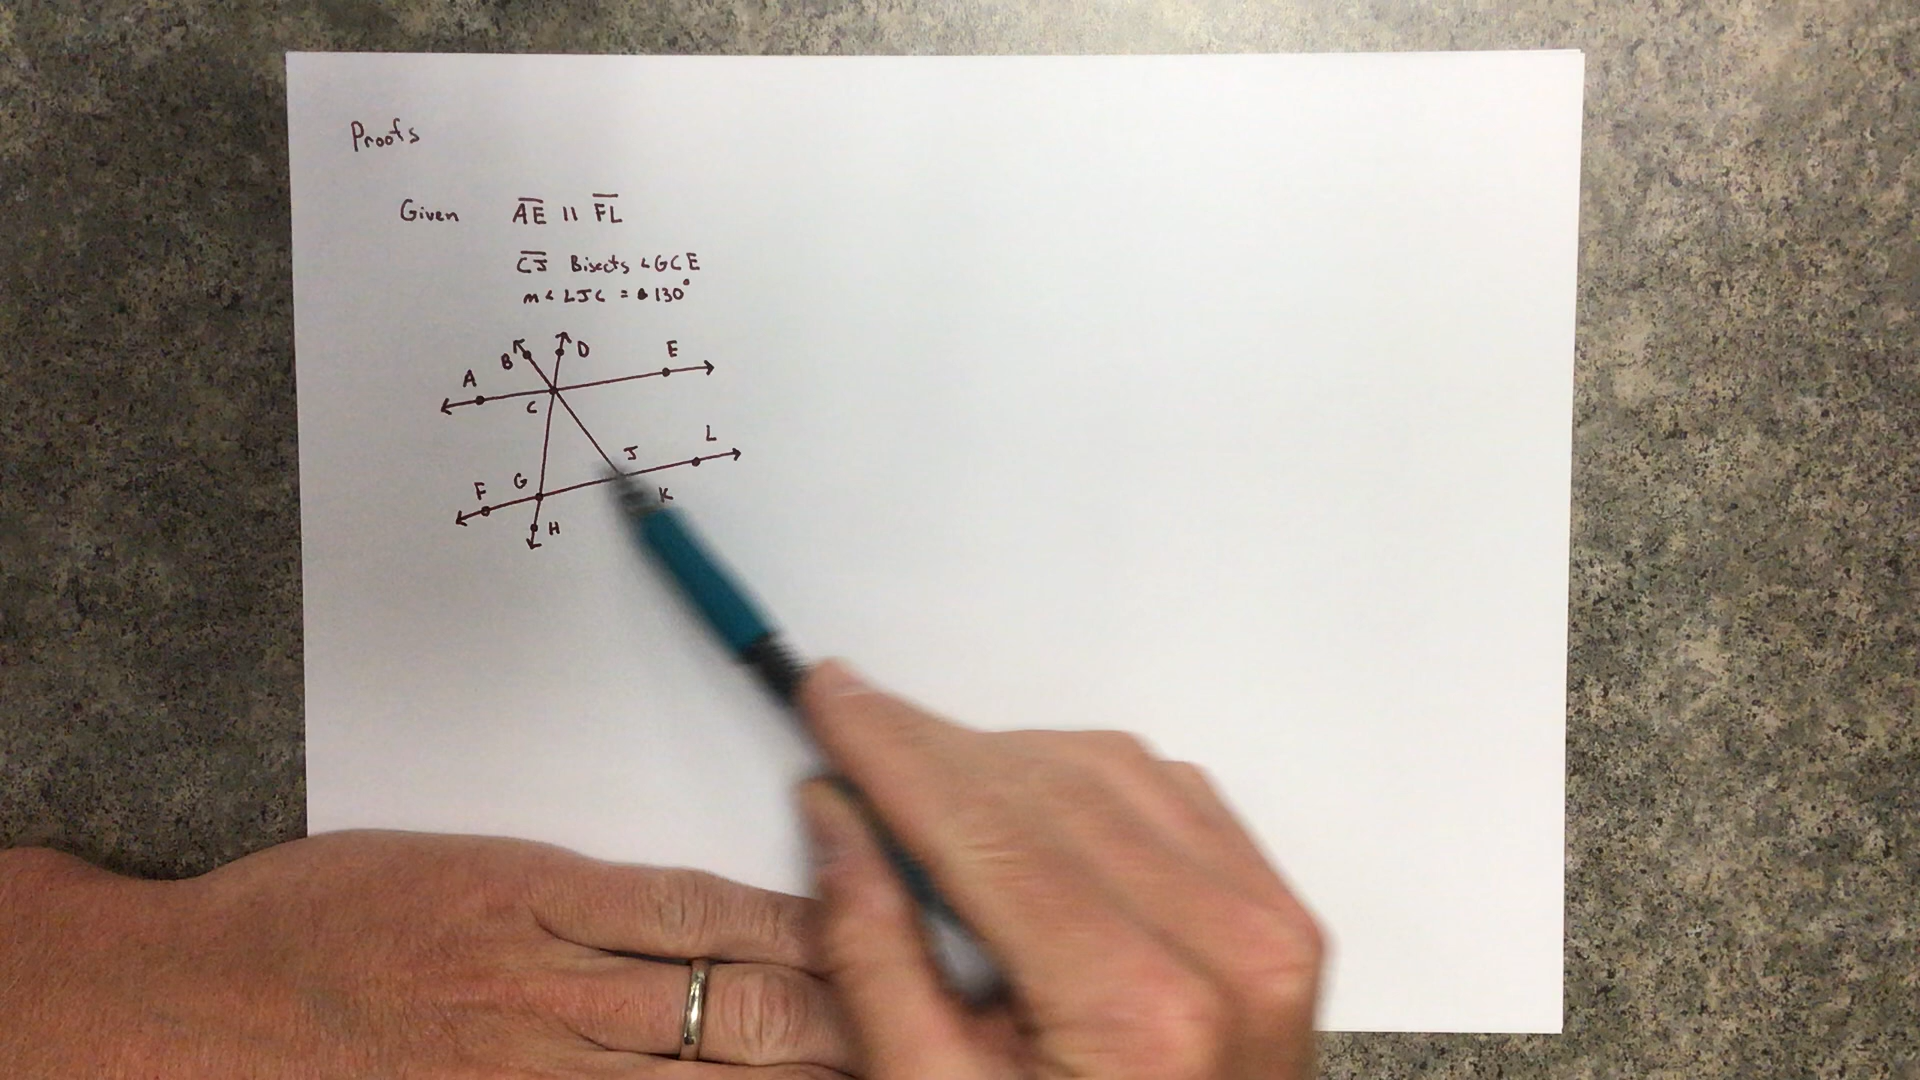 Proofs
Given AE || FL
CJ Bisects ∠GCE
m∠LJC = 130°
B D E
A
C
J L
F G K
H